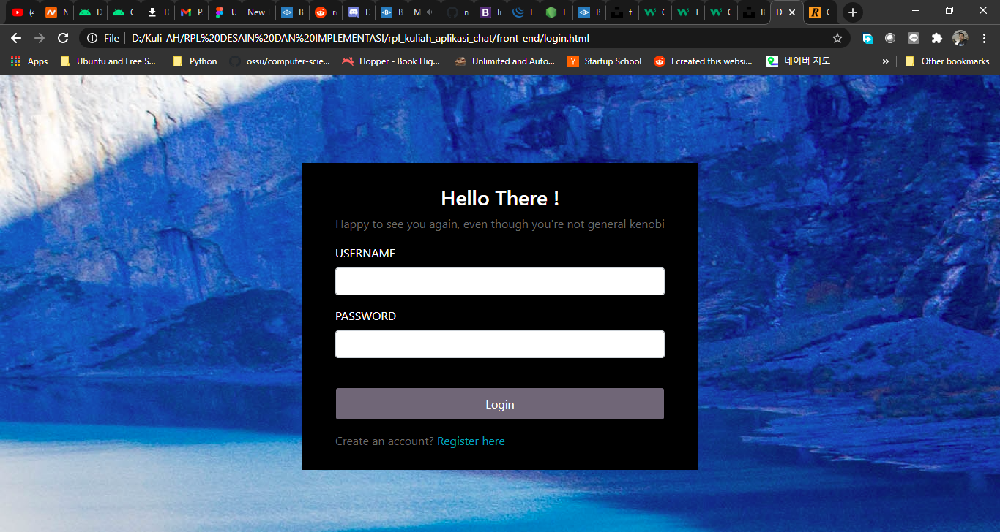 New
File D:/Kuli-AH/RPL%20DESAIN%20DAN%20IMPLEMENTASI/rpl_kuliah_aplikasi_chat/front-end/login.html
Apps Ubuntu and Free S... Python ossu/computer-scie... Hopper - Book Flig... Unlimited and Auto... Startup School I created this websi... 네이버 지도 » Other bookmarks
Hello There !
Happy to see you again, even though you're not general kenobi
USERNAME
PASSWORD
Login
Create an account? Register here